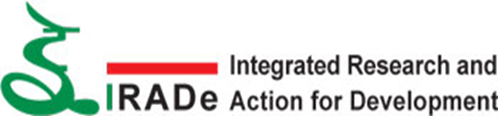 IRADe
Integrated Research and
Action for Development